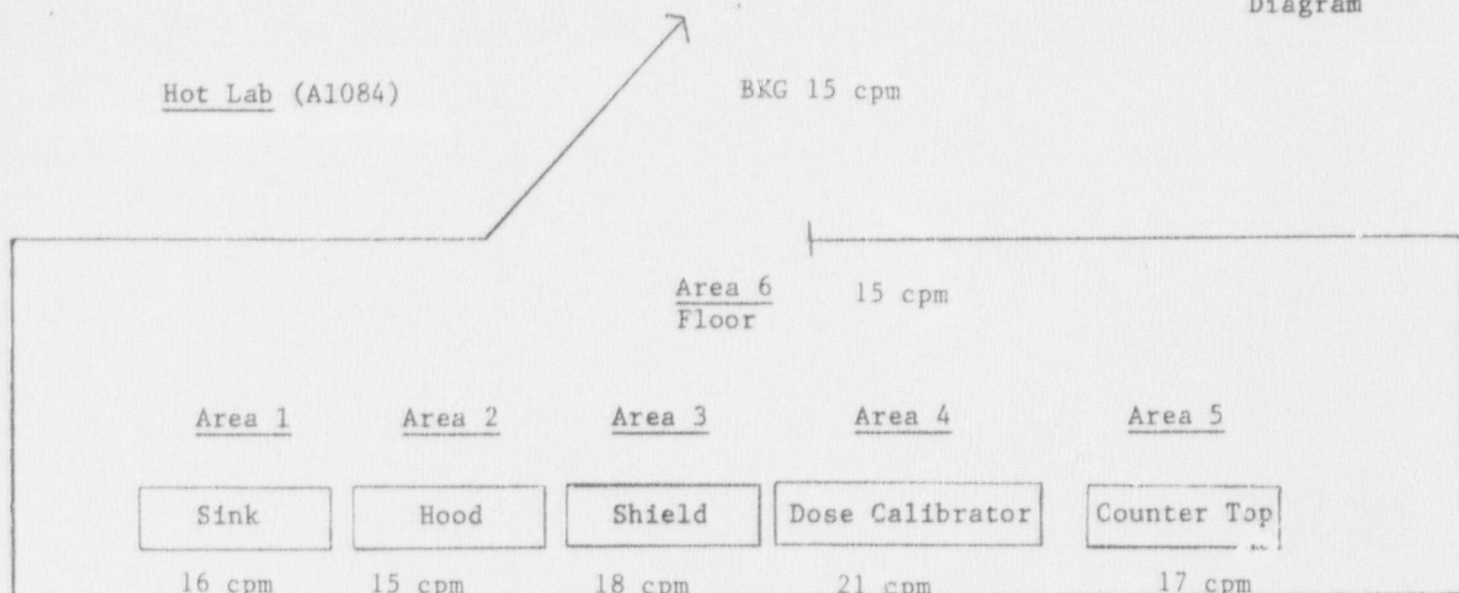 Diagram
Hot Lab (A1084)
BKG 15 cpm
Area 6 15 cpm
Floor
Area 1 Area 2 Area 3 Area 4 Area 5
Sink Hood Shield Dose Calibrator Counter Top
16 cpm 15 cpm 18 cpm 21 cpm 17 cpm